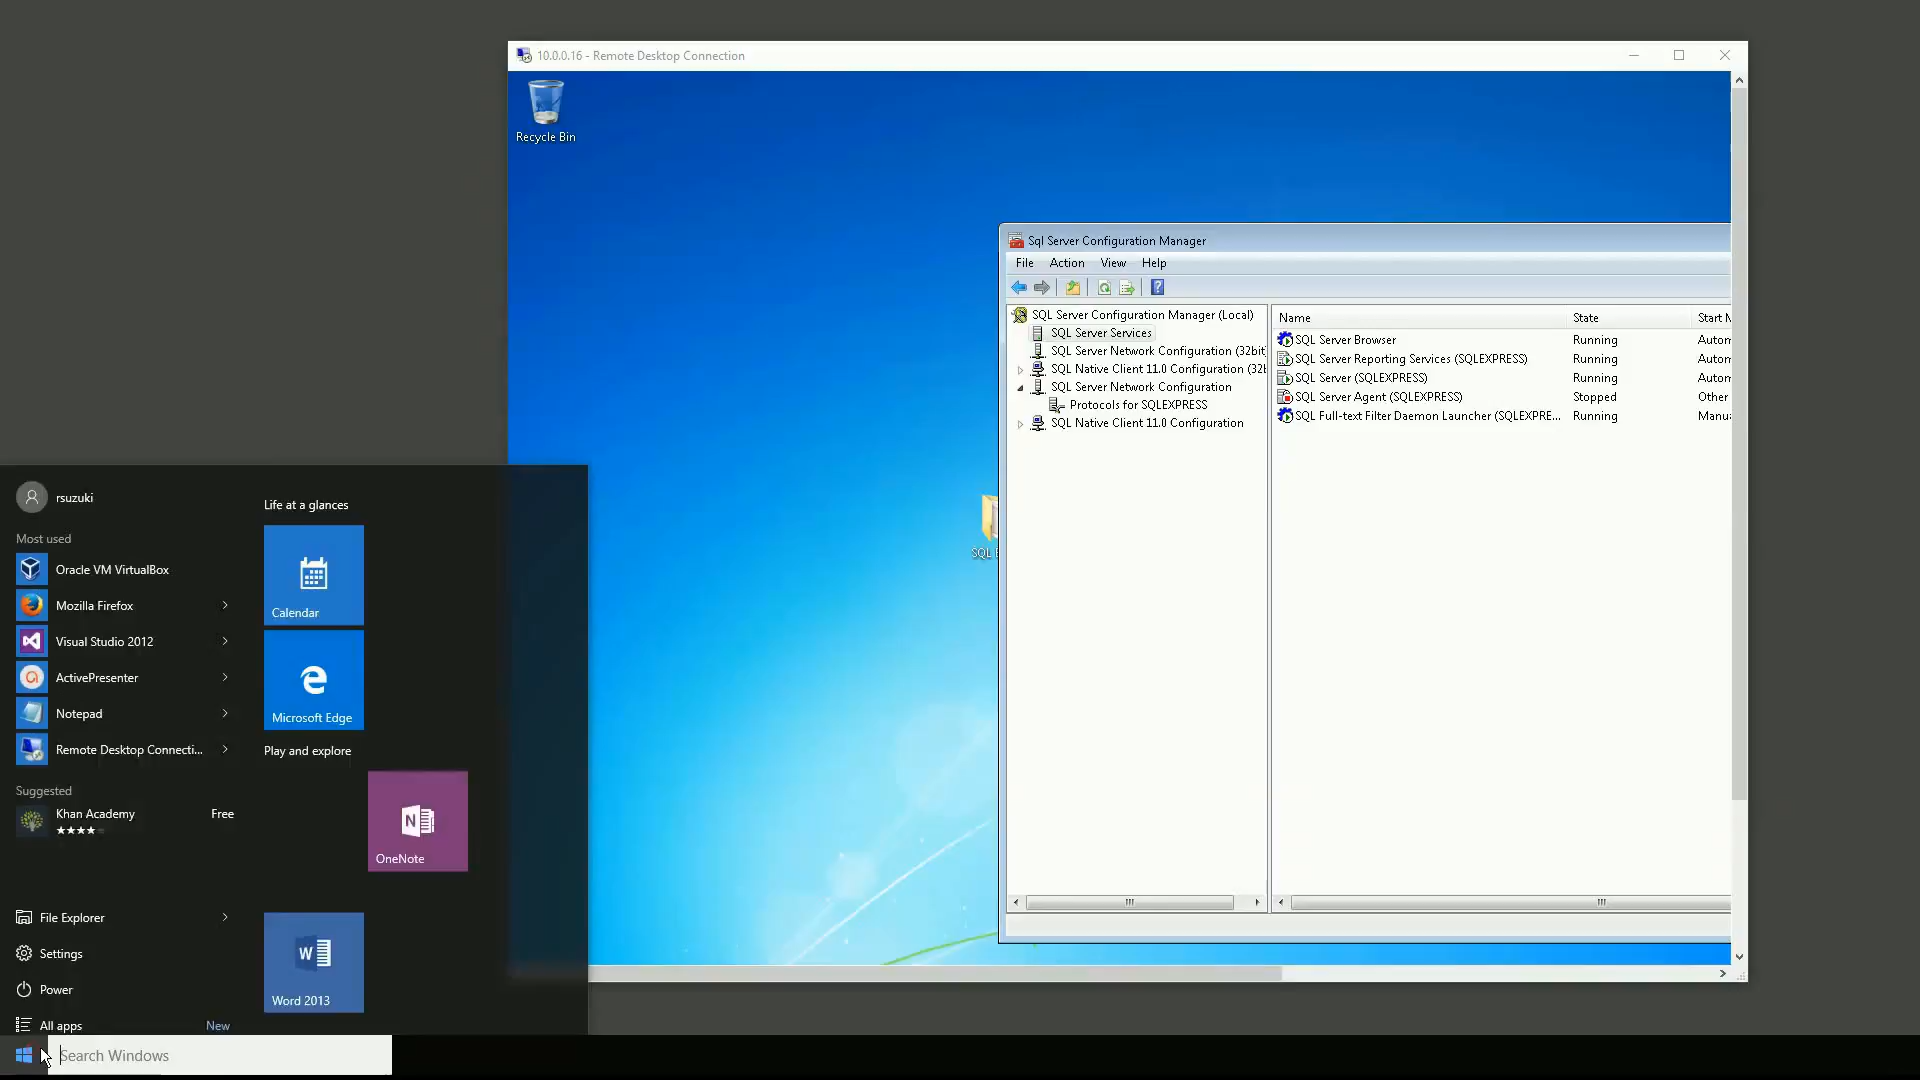 10.0.0.16 - Remote Desktop Connection
Recycle Bin
Sql Server Configuration Manager
File Action View Help
SQL Server Configuration Manager (Local)
SQL Server Services
SQL Server Network Configuration (32bit
SQL Native Client 11.0 Configuration (32b
SQL Server Network Configuration
Protocols for SQLEXPRESS
SQL Native Client 11.0 Configuration
Name State Start M
SQL Server Browser Running Autom
SQL Server Reporting Services (SQLEXPRESS) Running Autom
SQL Server (SQLEXPRESS) Running Autom
SQL Server Agent (SQLEXPRESS) Stopped Other
SQL Full-text Filter Daemon Launcher (SQLEXPRE... Running Manu
SQL
rsuzuki
Most used
Oracle VM VirtualBox
Mozilla Firefox
Visual Studio 2012
ActivePresenter
Notepad
Remote Desktop Connecti...
Suggested
Khan Academy Free
File Explorer
Settings
Power
All apps New
Life at a glances
Calendar
Microsoft Edge
Play and explore
OneNote
Word 2013
Search Windows